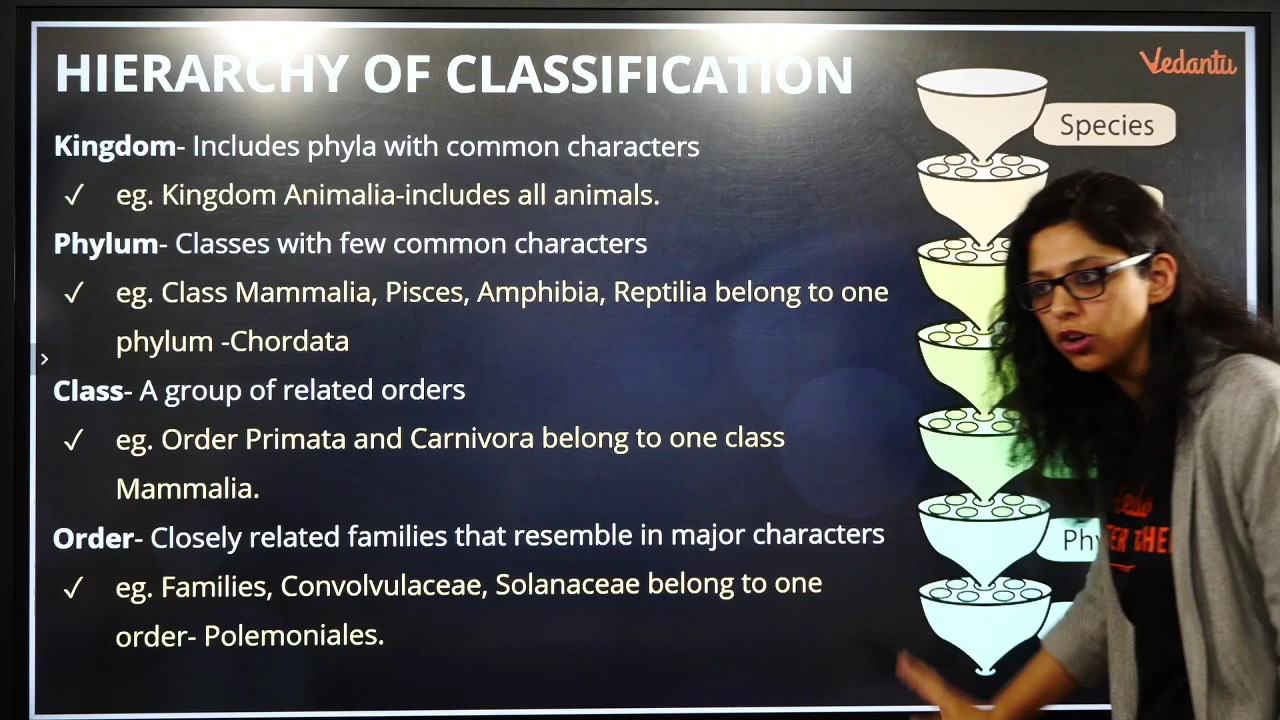 HIERARCHY OF CLASSIFICATION
Vedantu
Kingdom- Includes phyla with common characters
✓ eg. Kingdom Animalia-includes all animals.
Phylum- Classes with few common characters
✓ eg. Class Mammalia, Pisces, Amphibia, Reptilia belong to one
phylum -Chordata
Class- A group of related orders
✓ eg. Order Primata and Carnivora belong to one class
Mammalia.
Order- Closely related families that resemble in major characters
✓ eg. Families, Convolvulaceae, Solanaceae belong to one
order- Polemoniales.
Species